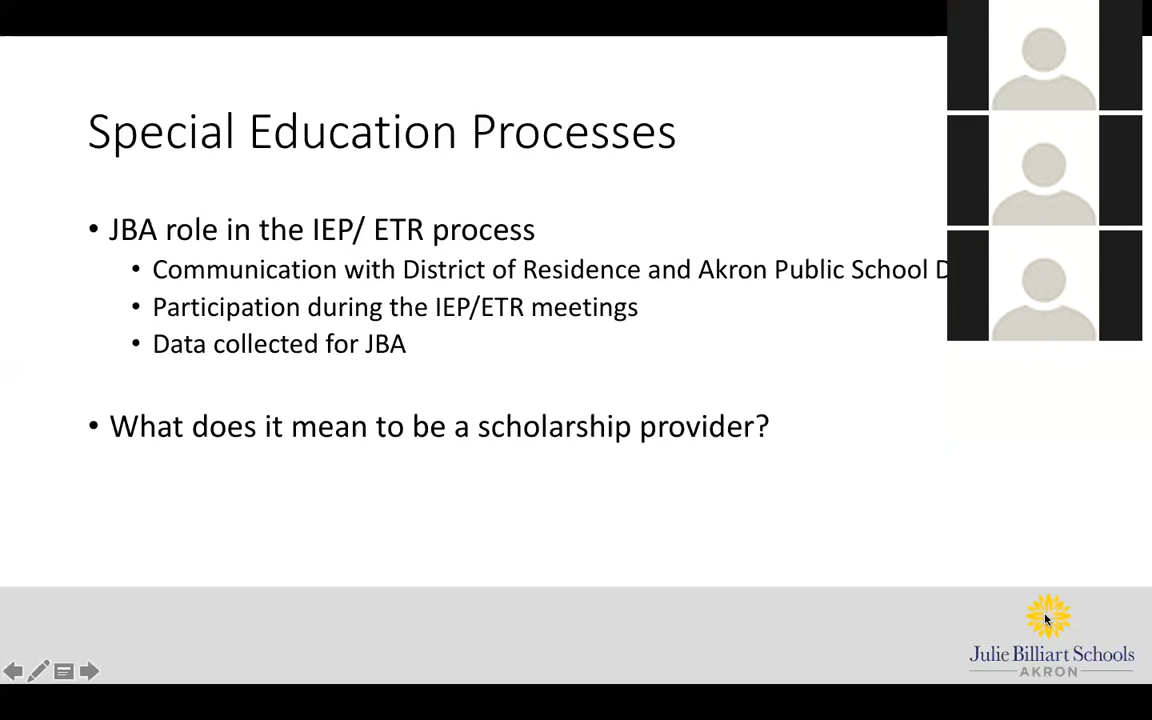 Special Education Processes
• JBA role in the IEP/ ETR process
• Communication with District of Residence and Akron Public School
• Participation during the IEP/ETR meetings
• Data collected for JBA
• What does it mean to be a scholarship provider?
Julie Billiart Schools
AKRON